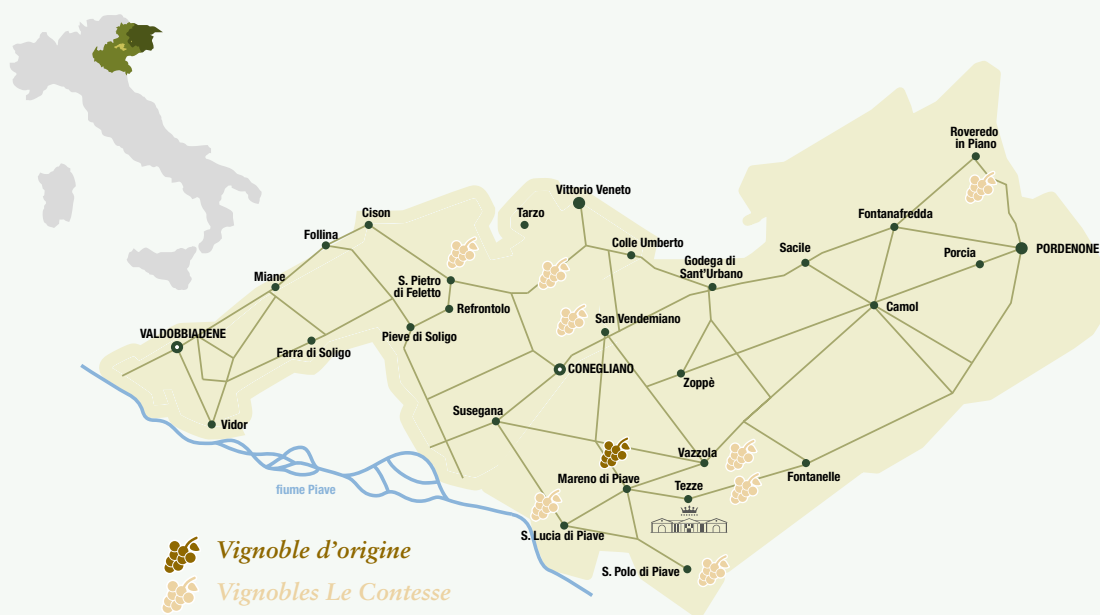 Roveredo
in Piano
Vittorio Veneto
Cison
Tarzo
Fontanafredda
Follina
Colle Umberto
Sacile
Porcia
PORDENONE
Godega di
Sant'Urbano
Miane
S. Pietro
di Feletto
Refrontolo
Camol
San Vendemiano
VALDOBBIADENE
Pieve di Soligo
Farra di Soligo
CONEGLIANO
Zoppè
Susegana
Vidor
Vazzola
Mareno di Piave
Tezze
Fontanelle
fiume Piave
S. Lucia di Piave
S. Polo di Piave
Vignoble d'origine
Vignobles Le Contesse